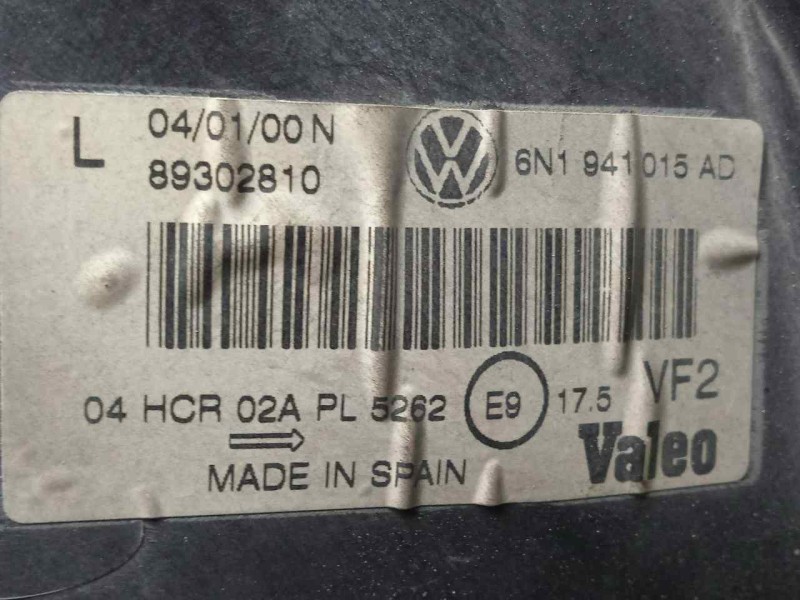 L
04/01/00 N
89302810
VW
6N1 941 015 AD
04 HCR 02A PL 5262
E9
17.5
VF2
MADE IN SPAIN
Valeo